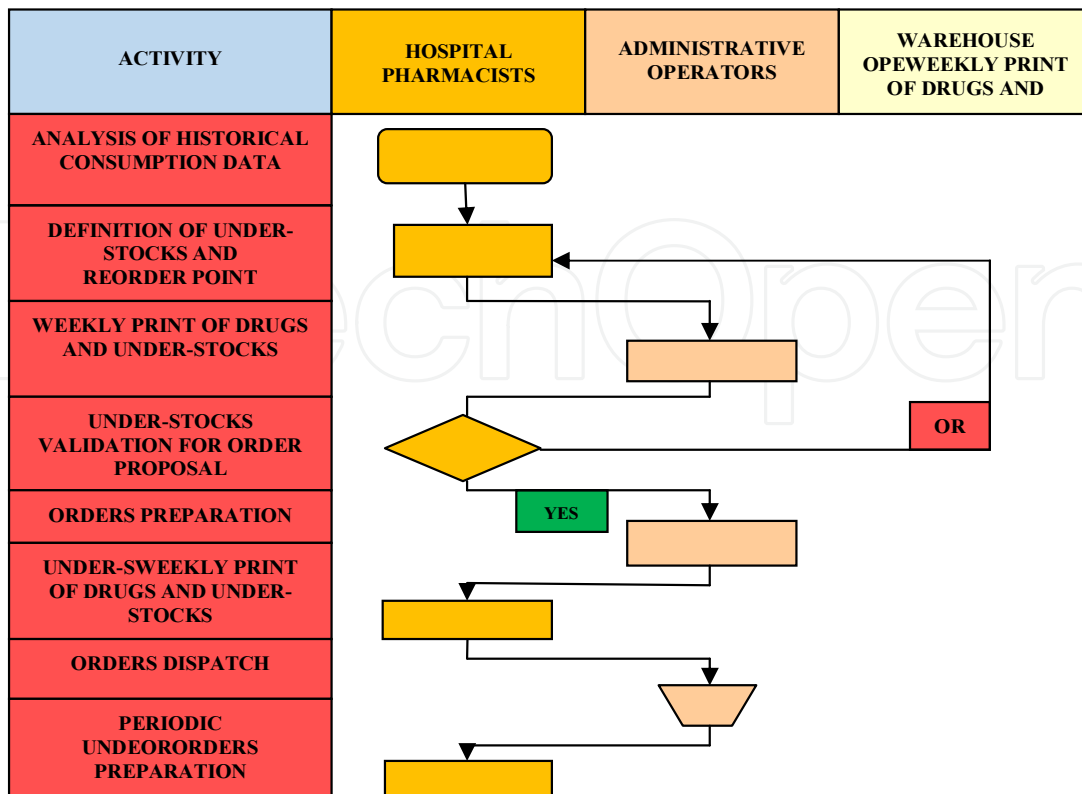 ACTIVITY
HOSPITAL
PHARMACISTS
ADMINISTRATIVE
OPERATORS
WAREHOUSE
OPEWEEKLY PRINT
OF DRUGS AND
ANALYSIS OF HISTORICAL
CONSUMPTION DATA
DEFINITION OF UNDER-
STOCKS AND
REORDER POINT
WEEKLY PRINT OF DRUGS
AND UNDER-STOCKS
UNDER-STOCKS
VALIDATION FOR ORDER
PROPOSAL
OR
ORDERS PREPARATION
YES
UNDER-SWEEKLY PRINT
OF DRUGS AND UNDER-
STOCKS
ORDERS DISPATCH
PERIODIC
UNDEORORDERS
PREPARATION